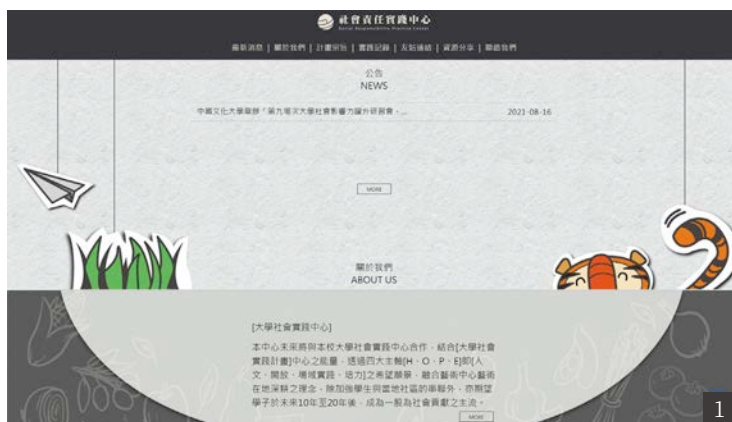 社會責任實踐中心
Social Responsibility Practice Center
最新消息 | 關於我們 | 計畫宗旨 | 實踐記錄 | 友站連結 | 資源分享 | 聯絡我們
公告
NEWS
中國文化大學舉辦「第九場次大學社會影響力躍升研習會、... 2021-08-16
MORE
關於我們
ABOUT US
[大學社會實踐中心]
本中心未來將與本校大學社會實踐中心合作，結合[大學社會
實踐計畫]中心之能量，透過四大主軸[H、O、P、E]即[人
文、開放、場域實踐、培力]之希望願景，融合藝術中心藝術
在地深耕之理念，除加強學生與當地社區的串聯外，亦期望
學子於未來10年至20年後，成為一股為社會貢獻之主流。
MORE
1